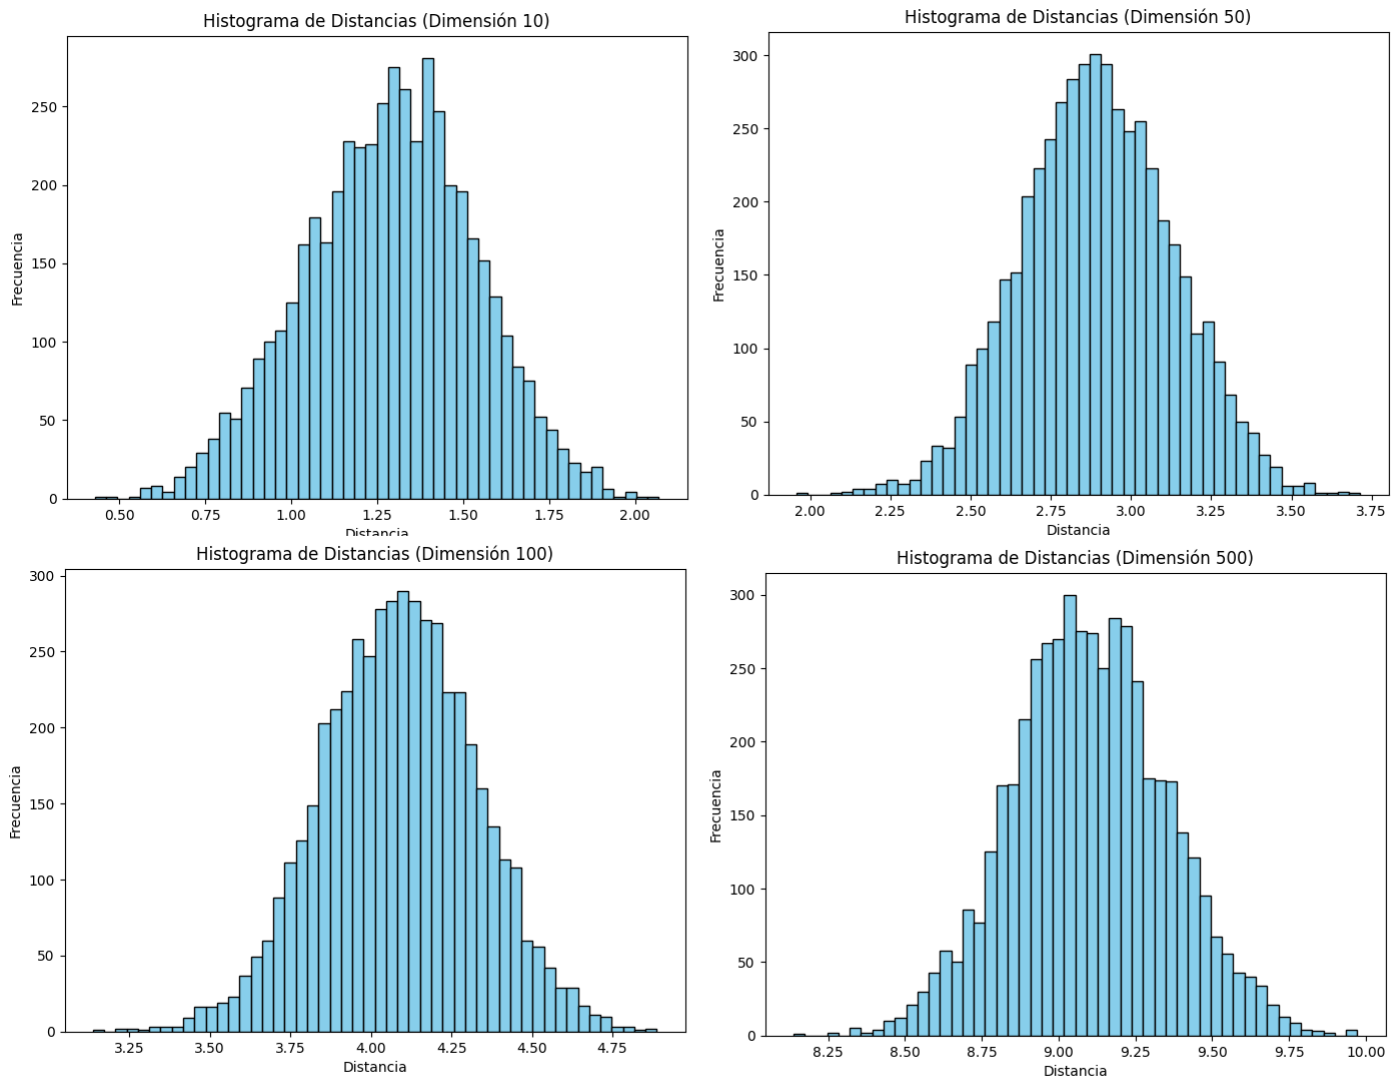 Histograma de Distancias (Dimensión 10)
Frecuencia
250
200
150
100
50
0
0.50 0.75 1.00 1.25 1.50 1.75 2.00
Distancia
Histograma de Distancias (Dimensión 50)
Frecuencia
300
250
200
150
100
50
0
2.00 2.25 2.50 2.75 3.00 3.25 3.50 3.75
Distancia
Histograma de Distancias (Dimensión 100)
Frecuencia
300
250
200
150
100
50
0
3.25 3.50 3.75 4.00 4.25 4.50 4.75
Distancia
Histograma de Distancias (Dimensión 500)
Frecuencia
300
250
200
150
100
50
0
8.25 8.50 8.75 9.00 9.25 9.50 9.75 10.00
Distancia